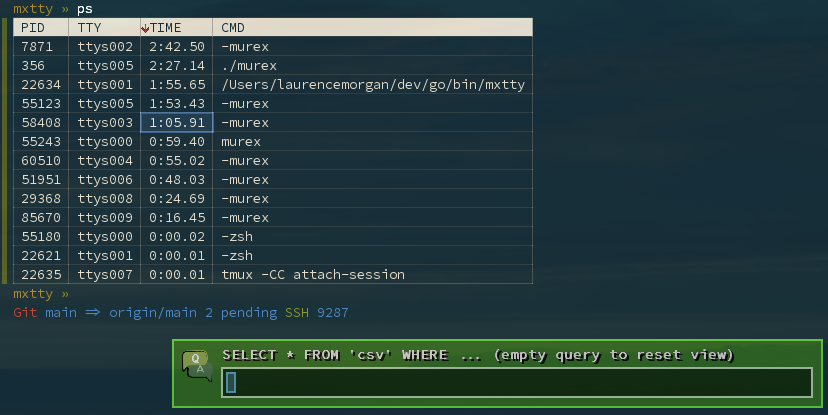 mxtty » ps
PID TTY ↓TIME CMD
7871 ttys002 2:42.50 -murex
356 ttys005 2:27.14 ./murex
22634 ttys001 1:55.65 /Users/laurencemorgan/dev/go/bin/mxtty
55123 ttys005 1:53.43 -murex
58408 ttys003 1:05.91 -murex
55243 ttys000 0:59.40 murex
60510 ttys004 0:55.02 -murex
51951 ttys006 0:48.03 -murex
29368 ttys008 0:24.69 -murex
85670 ttys009 0:16.45 -murex
55180 ttys000 0:00.02 -zsh
22621 ttys001 0:00.01 -zsh
22635 ttys007 0:00.01 tmux -CC attach-session
mxtty »
Git main ⇒ origin/main 2 pending SSH 9287
Q
A
SELECT * FROM 'csv' WHERE ... (empty query to reset view)